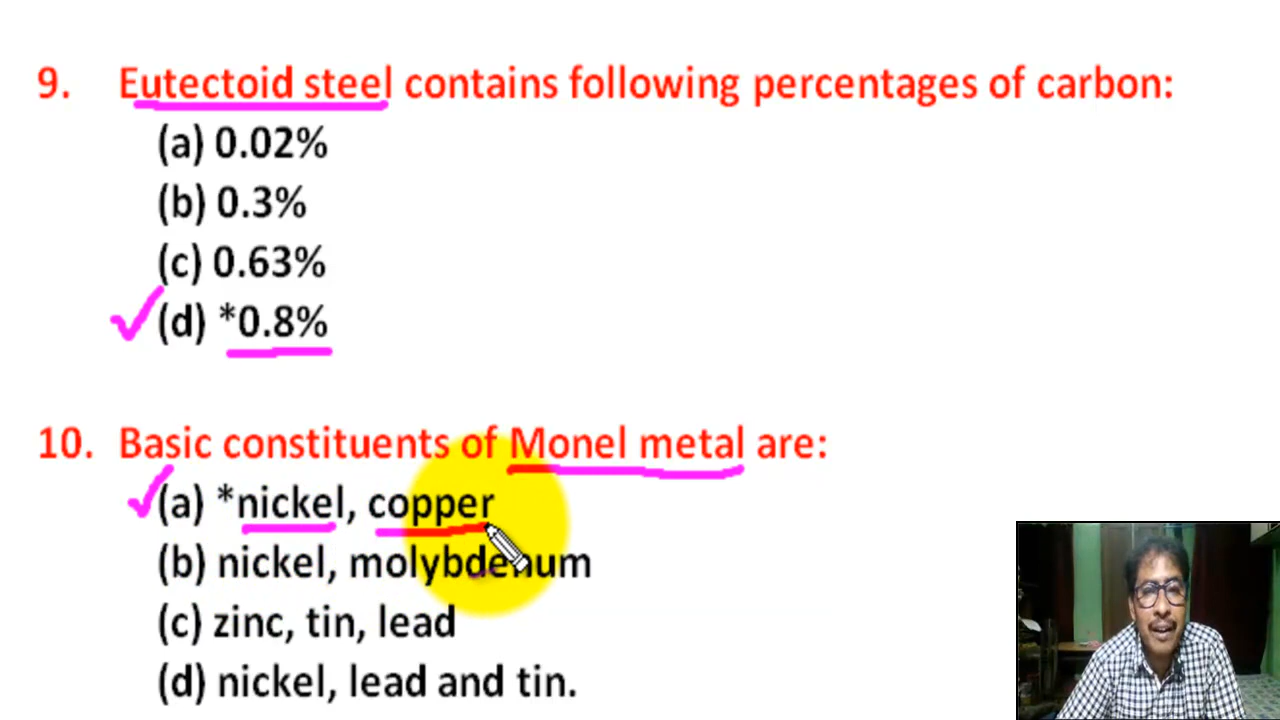 9. Eutectoid steel contains following percentages of carbon:
(a) 0.02%
(b) 0.3%
(c) 0.63%
(d) *0.8%
10. Basic constituents of Monel metal are:
(a) *nickel, copper
(b) nickel, molybdenum
(c) zinc, tin, lead
(d) nickel, lead and tin.